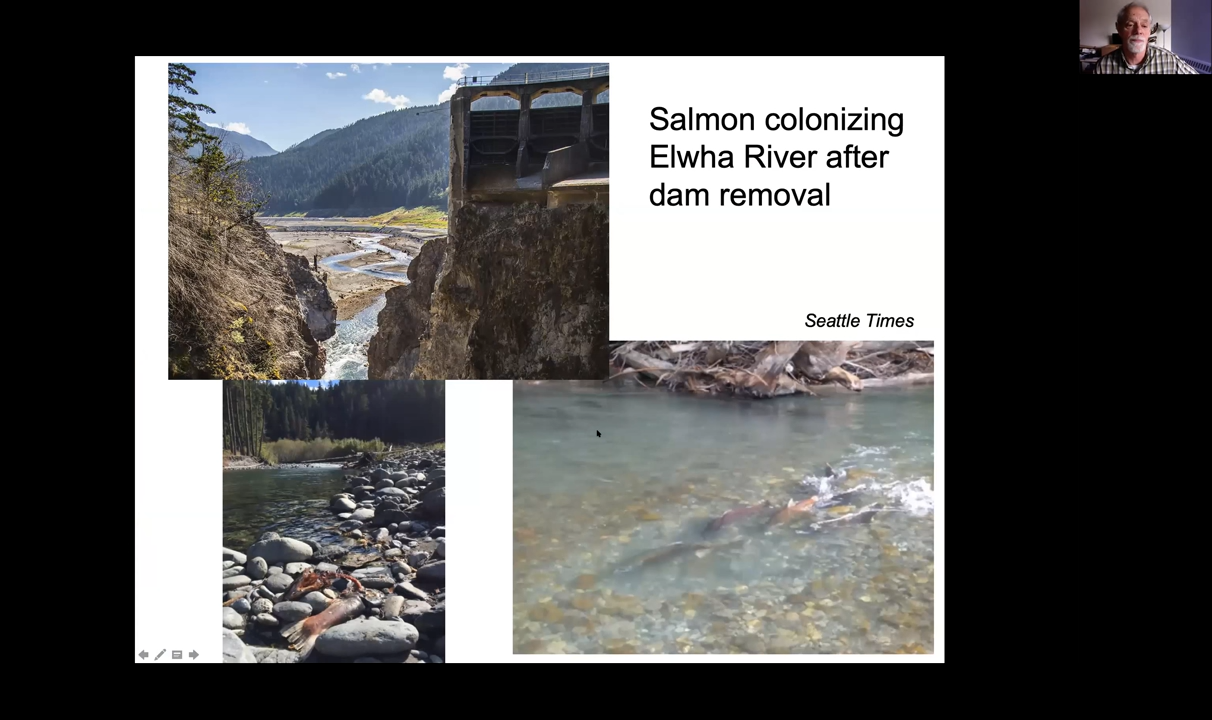 Salmon colonizing
Elwha River after
dam removal
Seattle Times